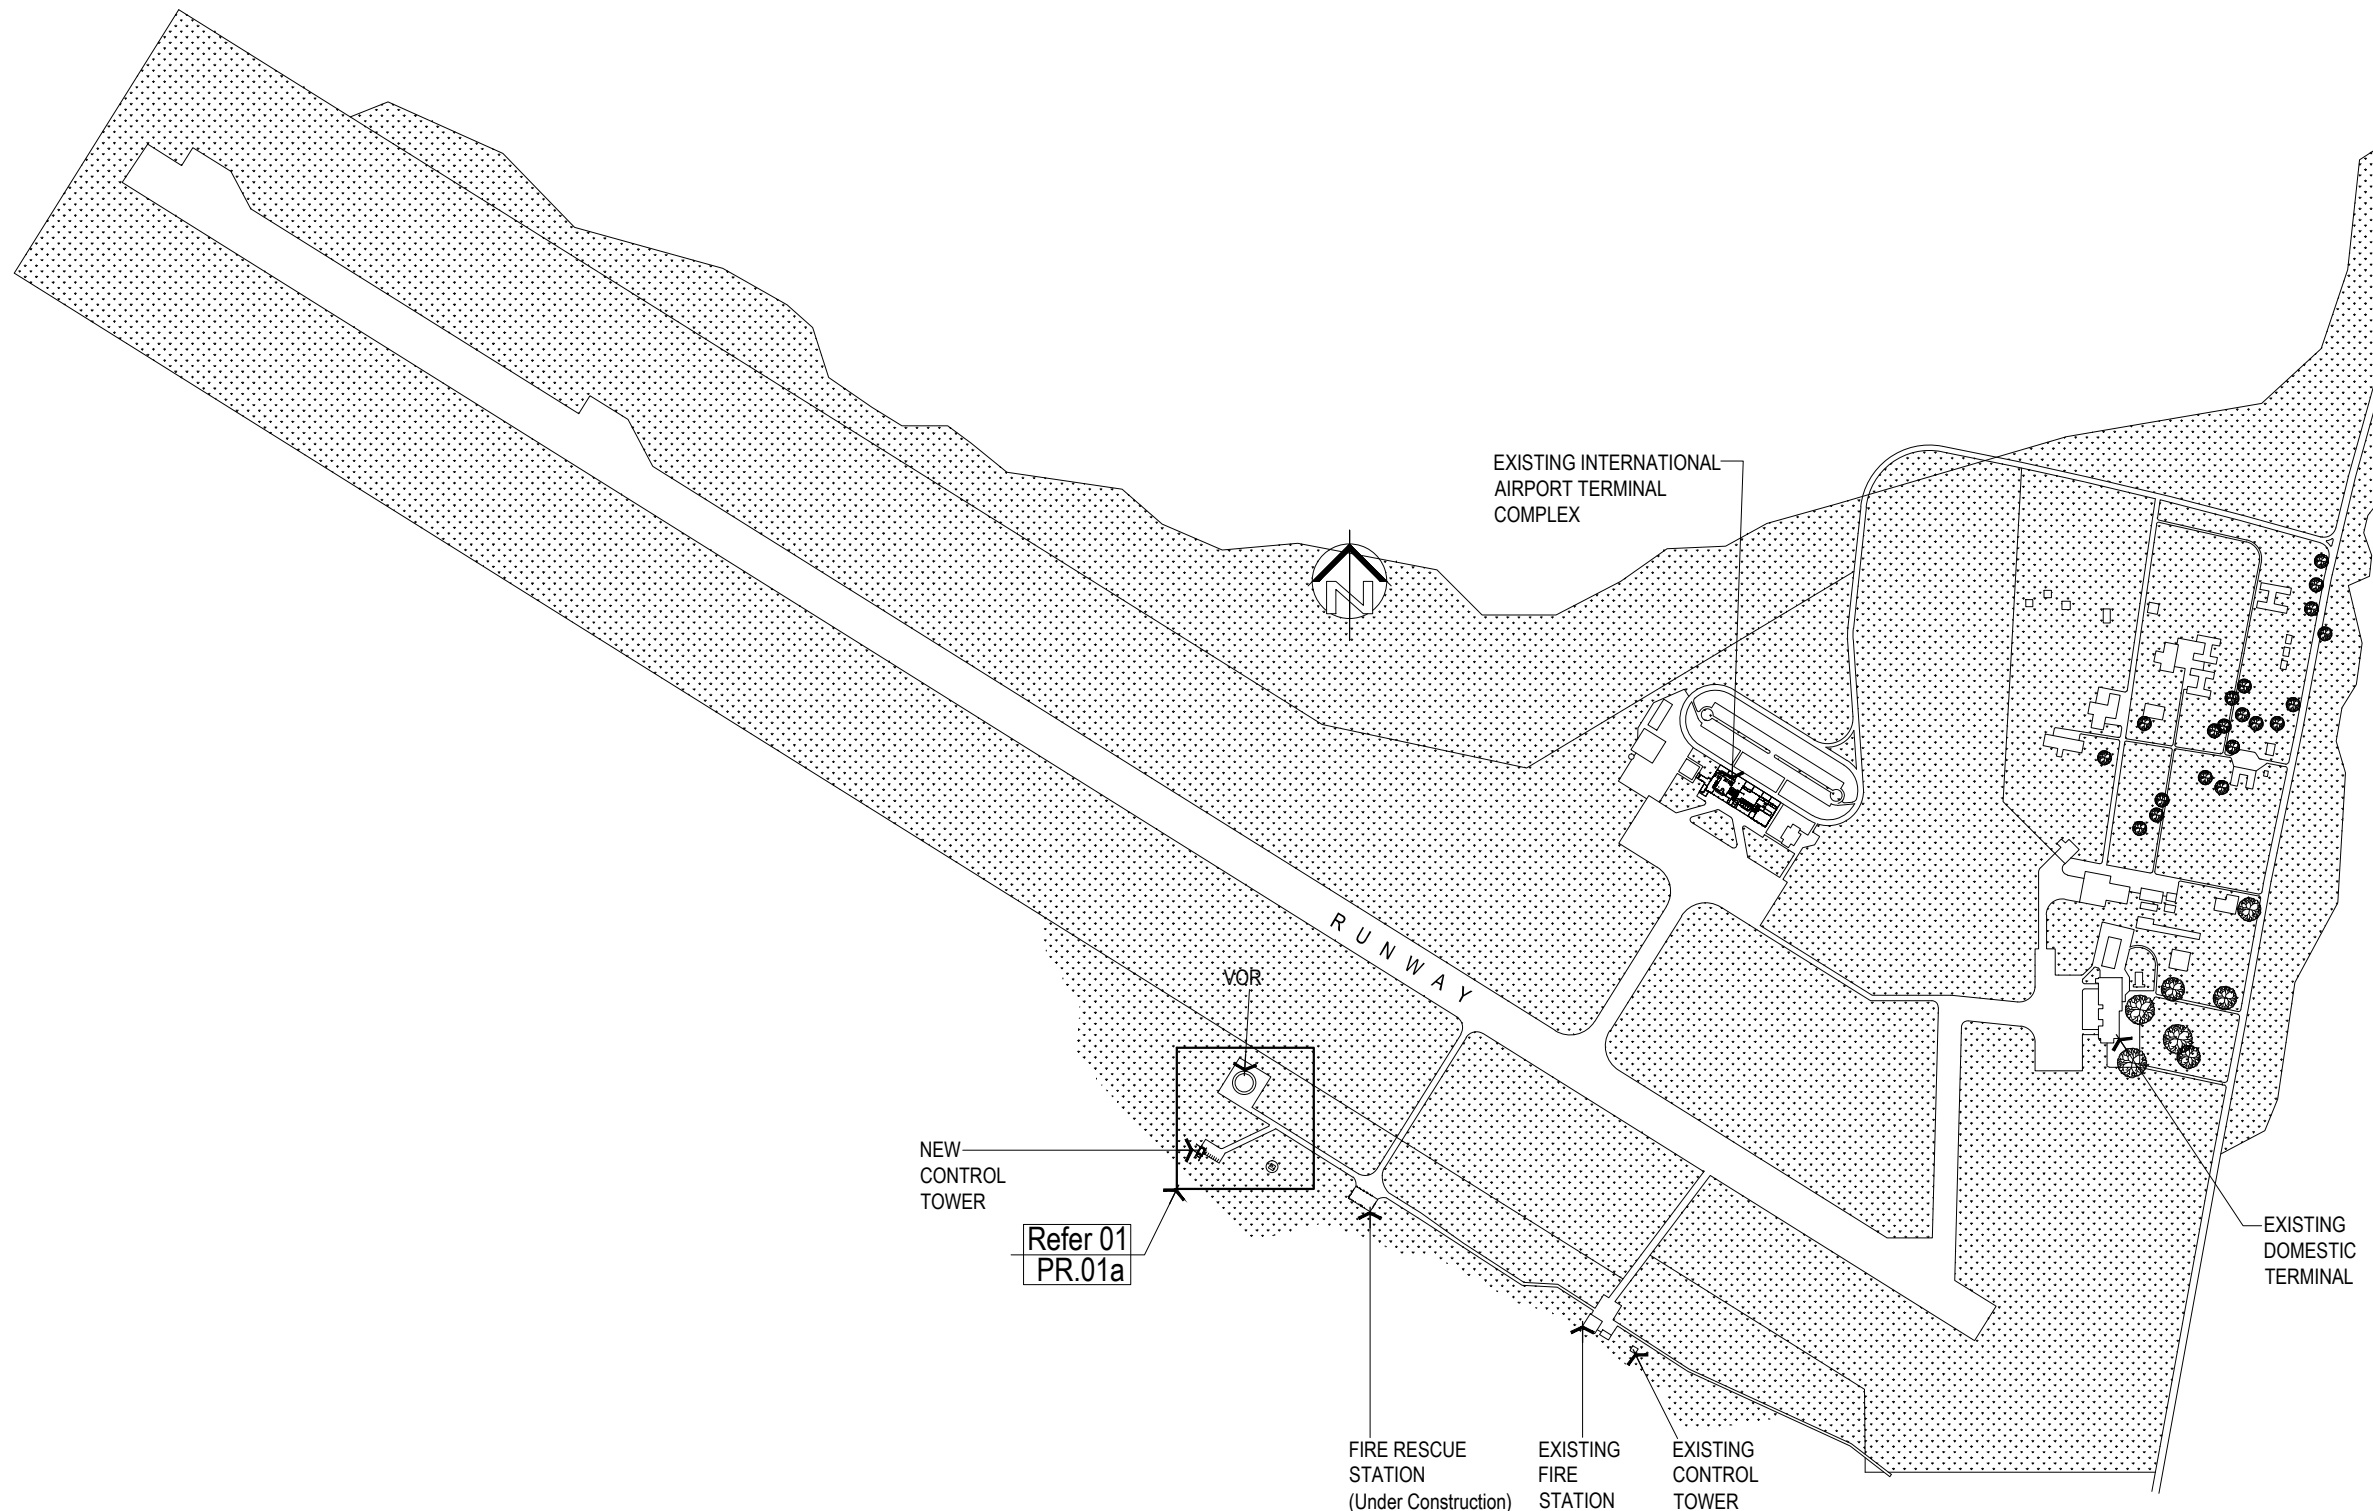 EXISTING INTERNATIONAL
AIRPORT TERMINAL
COMPLEX
N
RUNWAY
VOR
NEW
CONTROL
TOWER
Refer 01
PR.01a
EXISTING
DOMESTIC
TERMINAL
FIRE RESCUE
STATION
(Under Construction)
EXISTING
FIRE
STATION
EXISTING
CONTROL
TOWER